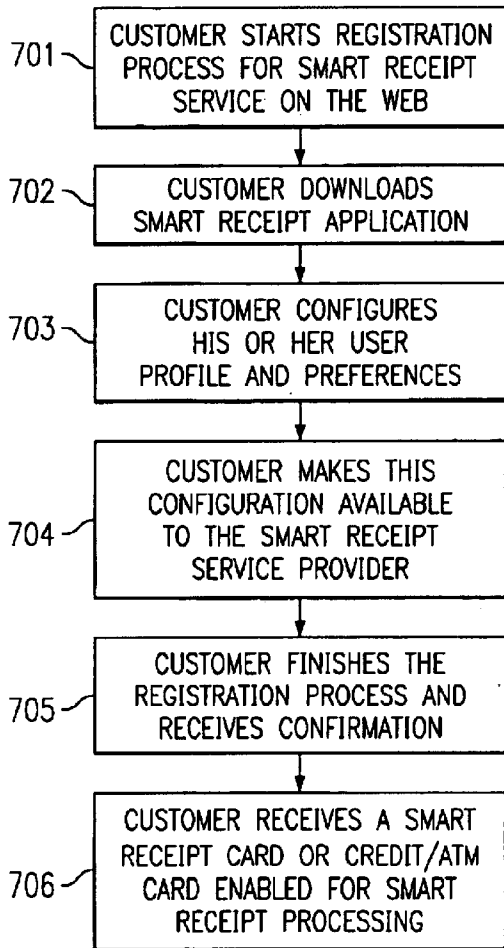 701
CUSTOMER STARTS REGISTRATION
PROCESS FOR SMART RECEIPT
SERVICE ON THE WEB
702
CUSTOMER DOWNLOADS
SMART RECEIPT APPLICATION
703
CUSTOMER CONFIGURES
HIS OR HER USER
PROFILE AND PREFERENCES
704
CUSTOMER MAKES THIS
CONFIGURATION AVAILABLE
TO THE SMART RECEIPT
SERVICE PROVIDER
705
CUSTOMER FINISHES THE
REGISTRATION PROCESS AND
RECEIVES CONFIRMATION
706
CUSTOMER RECEIVES A SMART
RECEIPT CARD OR CREDIT/ATM
CARD ENABLED FOR SMART
RECEIPT PROCESSING